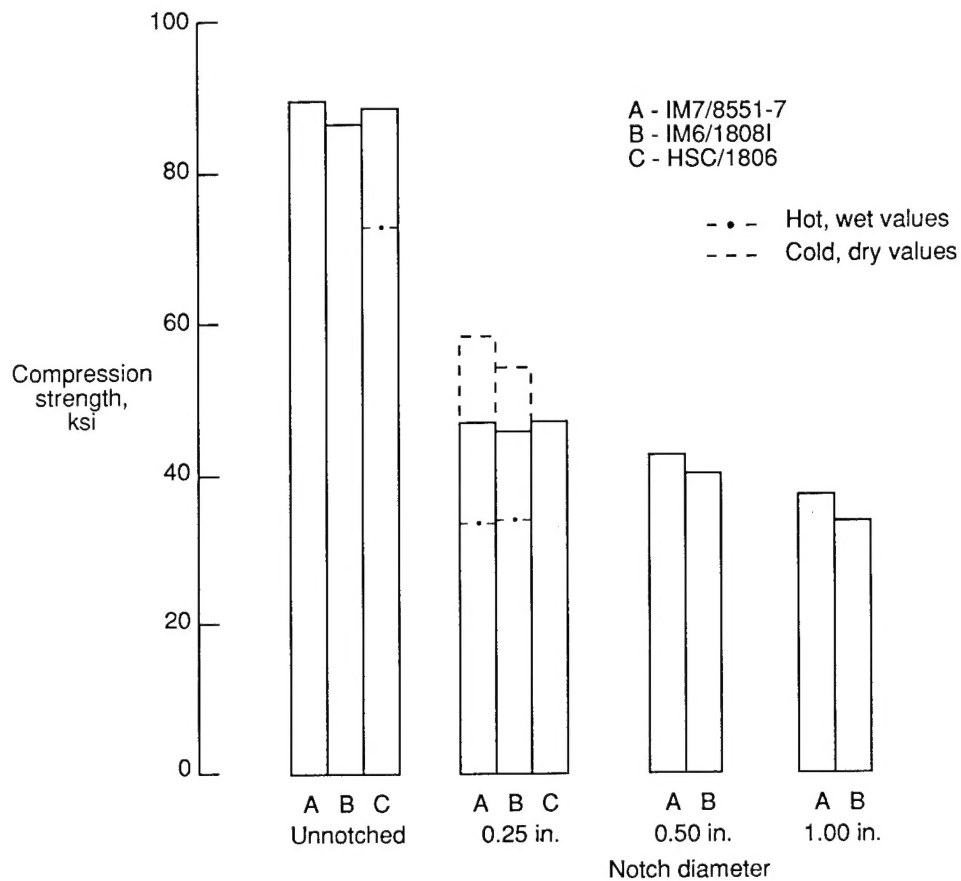 100
80
60
40
20
0
Compression
strength,
ksi
A - IM7/8551-7
B - IM6/1808I
C - HSC/1806
Hot, wet values
Cold, dry values
A B C
Unnotched
A B C
0.25 in.
A B
0.50 in.
A B
1.00 in.
Notch diameter